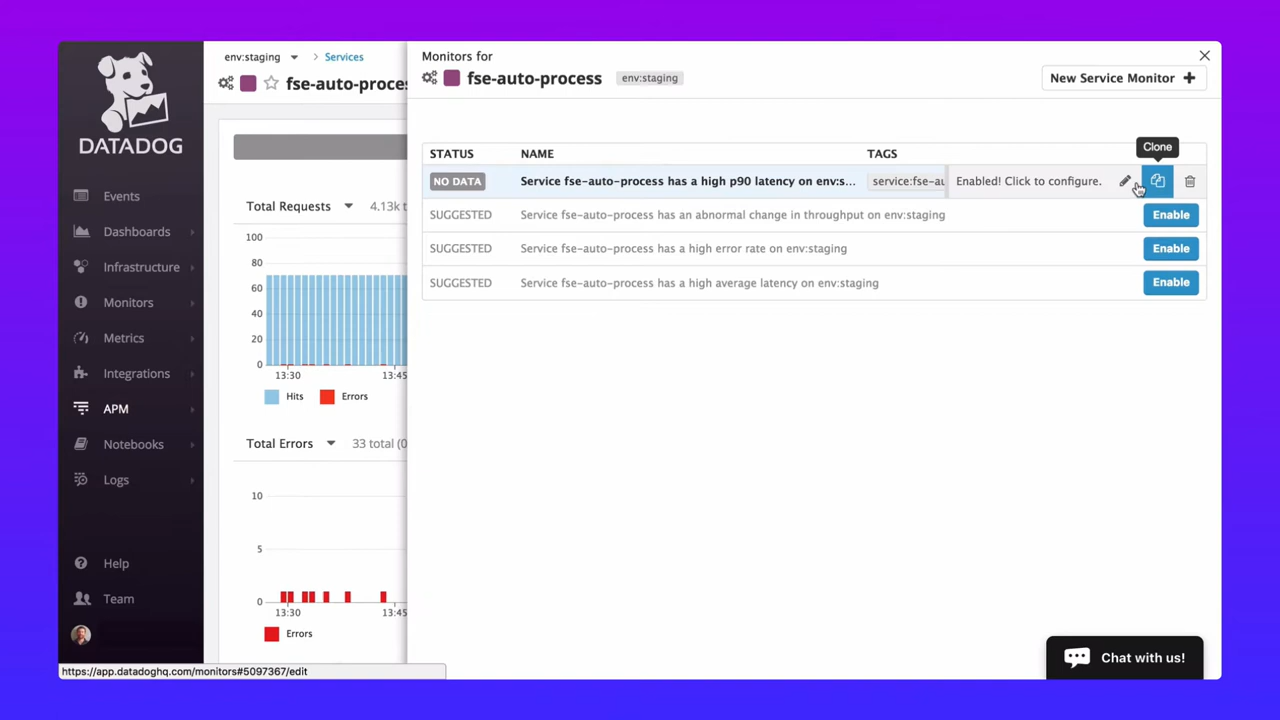 DATADOG
Events
Dashboards
Infrastructure
Monitors
Metrics
Integrations
APM
Notebooks
Logs
Help
Team
env:staging
Services
fse-auto-proces
Total Requests
4.13k t
100
80
60
40
20
0
13:30
13:45
Hits
Errors
Total Errors
33 total (0
10
5
0
13:30
13:45
Errors
Monitors for
fse-auto-process
env:staging
New Service Monitor +
STATUS
NAME
TAGS
Clone
NO DATA
Service fse-auto-process has a high p90 latency on env:s...
service:fse-au
Enabled! Click to configure.
SUGGESTED
Service fse-auto-process has an abnormal change in throughput on env:staging
Enable
SUGGESTED
Service fse-auto-process has a high error rate on env:staging
Enable
SUGGESTED
Service fse-auto-process has a high average latency on env:staging
Enable
Chat with us!
https://app.datadoghq.com/monitors#5097367/edit